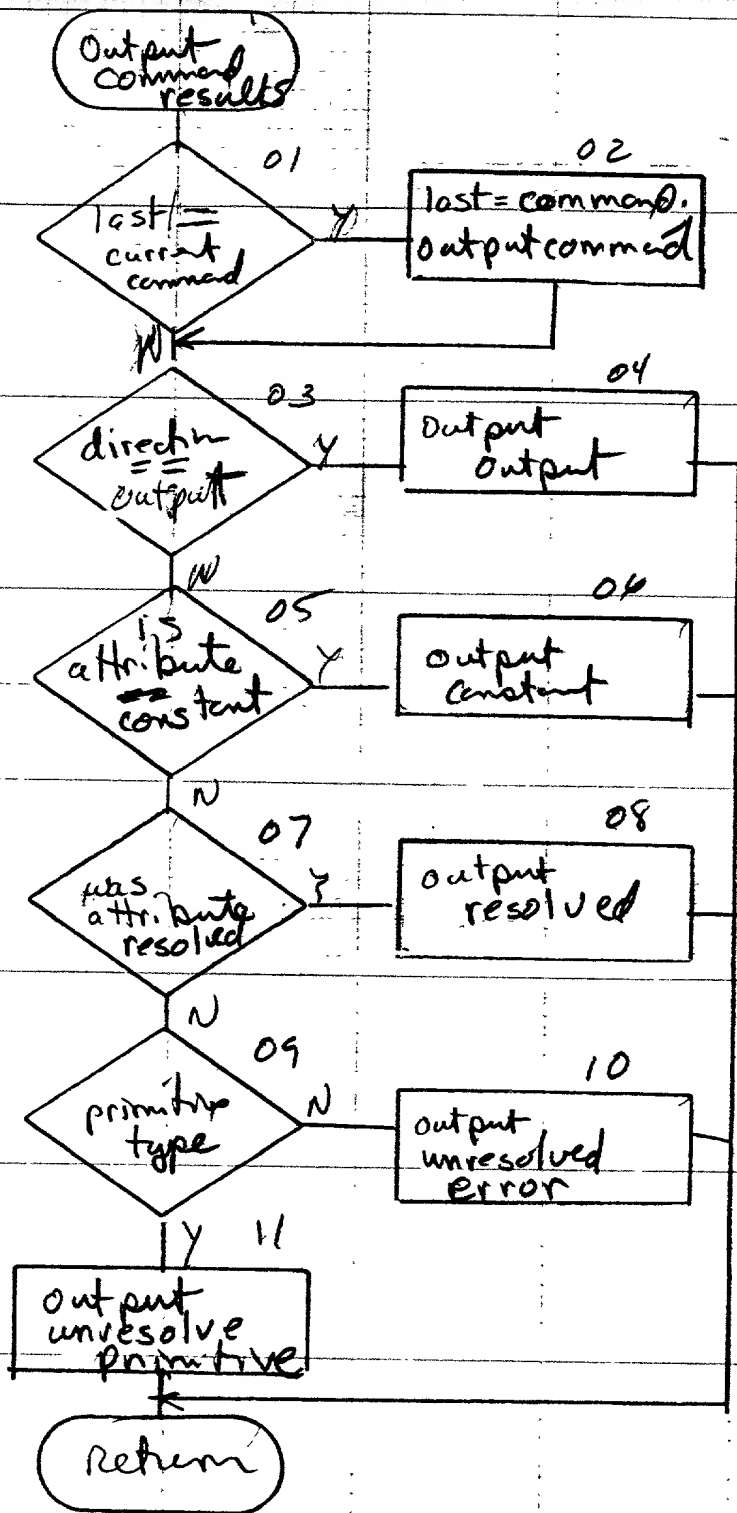 Output
command
results
01
last =
current
command
Y
N
02
last = command.
output command
03
direction
==
output
Y
N
04
Output
Output
05
is
attribute
==
constant
Y
N
06
output
constant
07
was
attribute
resolved
Y
N
08
output
resolved
09
primitive
type
N
Y
10
output
unresolved
error
11
Output
unresolve
primitive
return